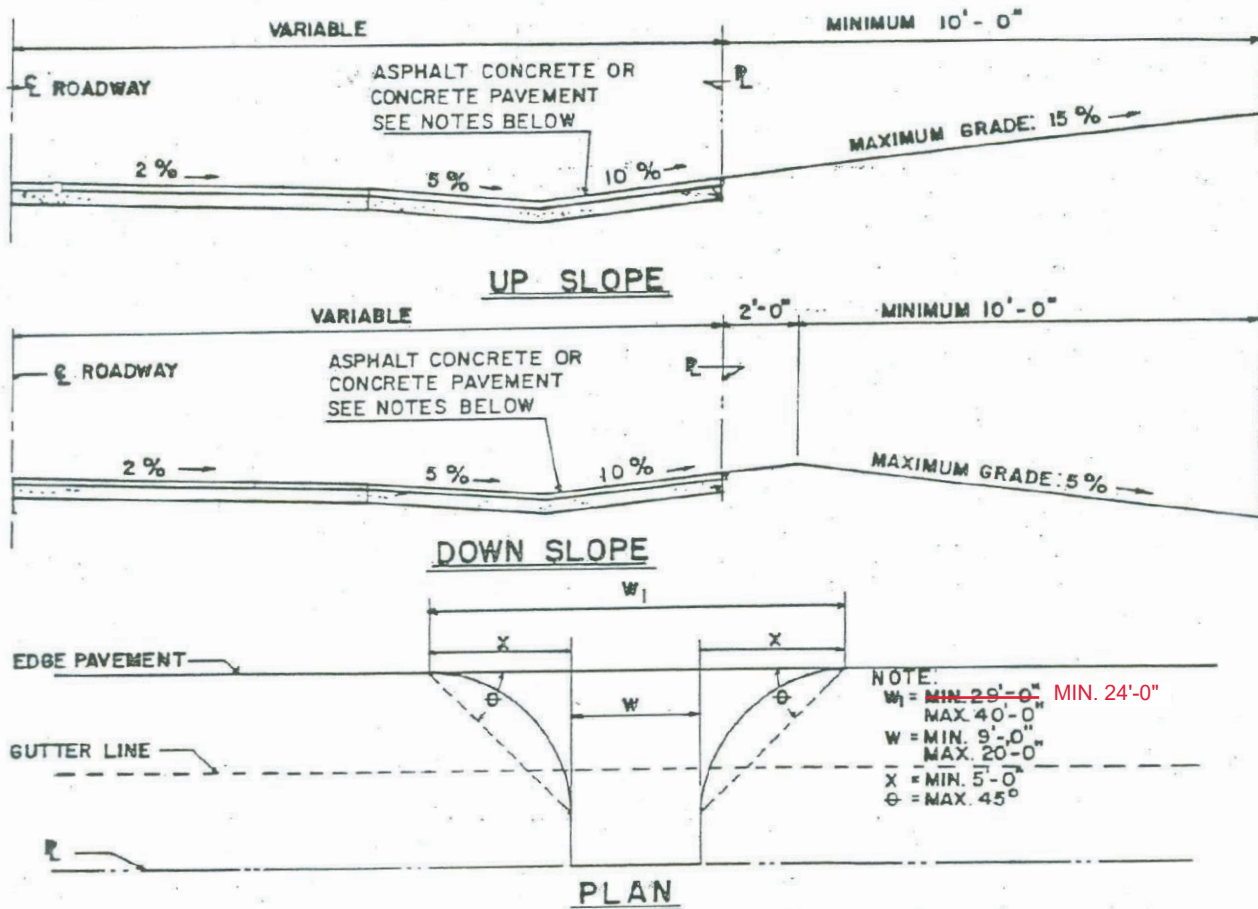 VARIABLE
MINIMUM 10'-0"
℄ ROADWAY
ASPHALT CONCRETE OR
CONCRETE PAVEMENT
SEE NOTES BELOW
PL
MAXIMUM GRADE: 15%
2%
5%
10%
UP SLOPE
VARIABLE
2'-0"
MINIMUM 10'-0"
℄ ROADWAY
ASPHALT CONCRETE OR
CONCRETE PAVEMENT
SEE NOTES BELOW
PL
2%
5%
10%
MAXIMUM GRADE: 5%
DOWN SLOPE
W1
X
X
EDGE PAVEMENT
θ
θ
W
NOTE:
W1 = MIN. 29'-0" MIN. 24'-0"
MAX. 40'-0"
W = MIN. 9'-0"
MAX. 20'-0"
X = MIN. 5'-0"
θ = MAX. 45°
GUTTER LINE
PL
PLAN